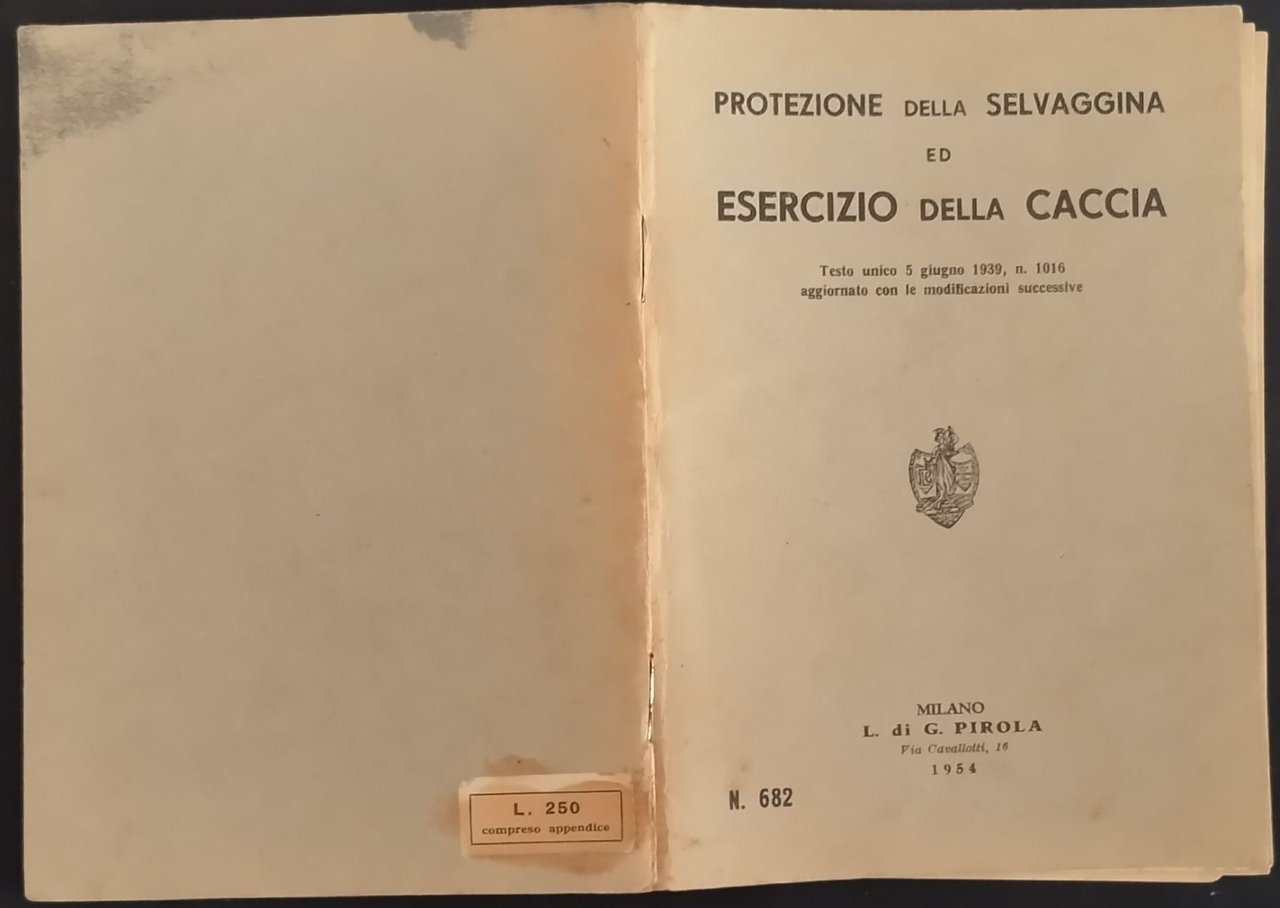 PROTEZIONE DELLA SELVAGGINA
ED
ESERCIZIO DELLA CACCIA
Testo unico 5 giugno 1939, n. 1016
aggiornato con le modificazioni successive
MILANO
L. di G. PIROLA
Via Cavallotti, 16
1954
N. 682
L. 250
compreso appendice